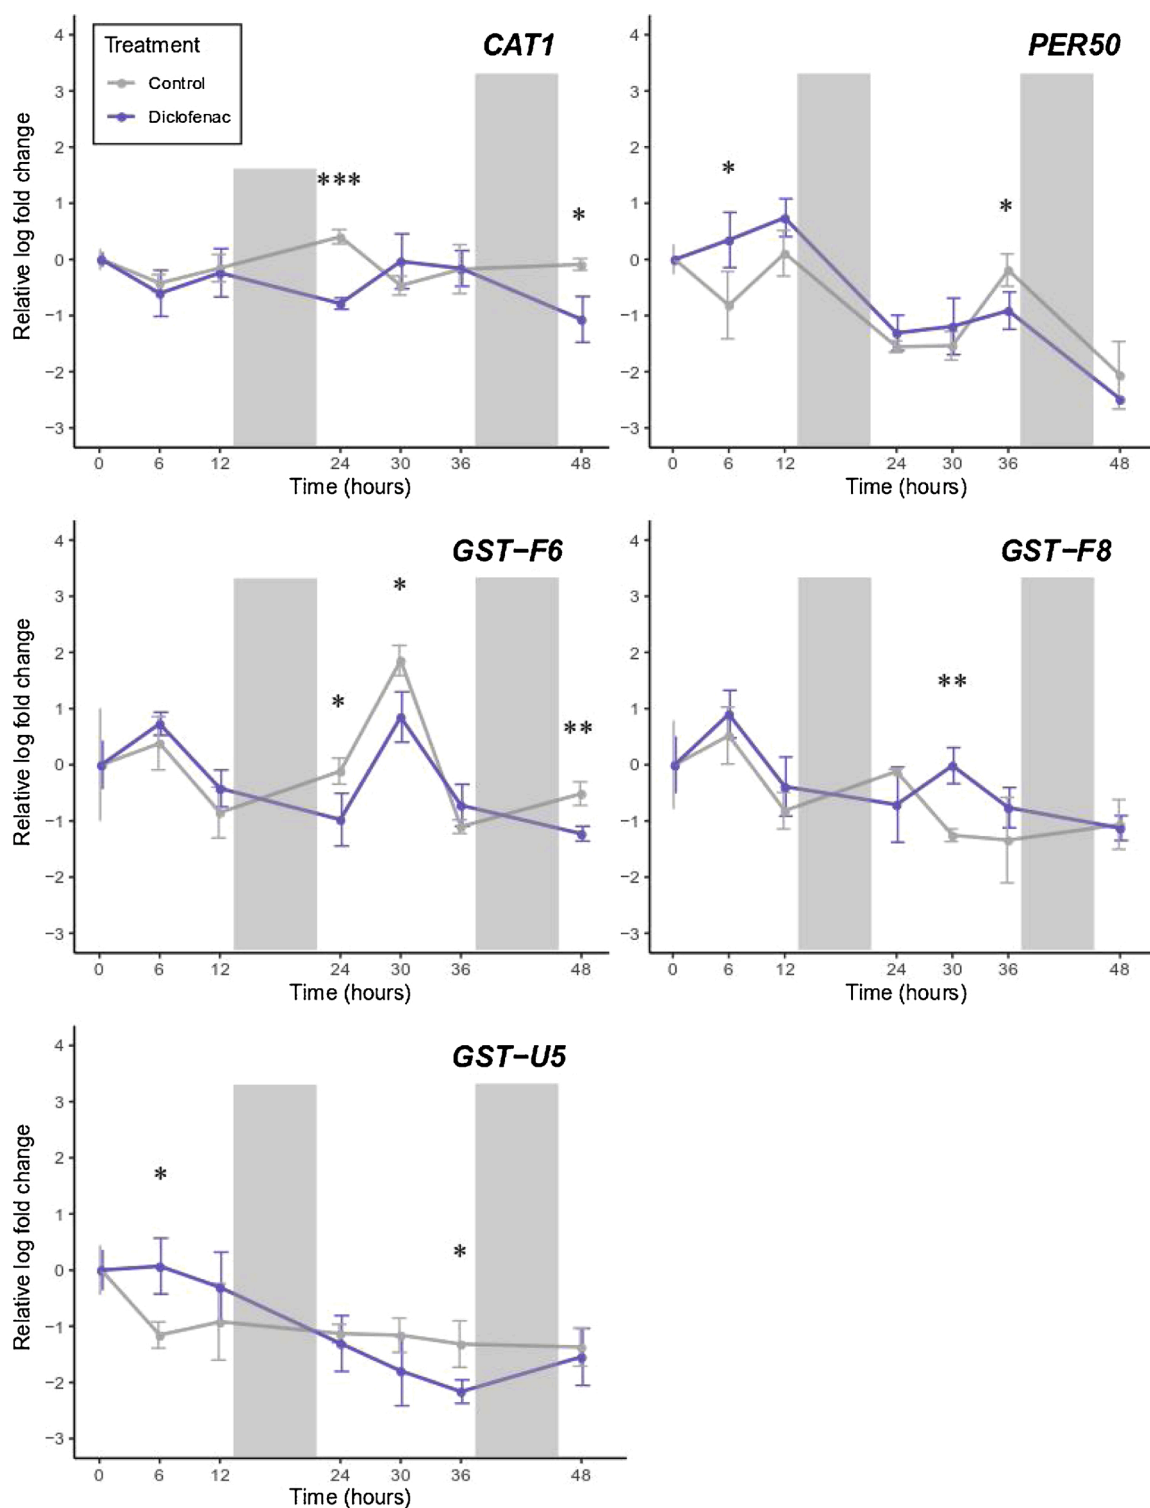 CAT1
Treatment
Control
Diclofenac
Relative log fold change
4
3
2
1
0
−1
−2
−3
***
*
0 6 12 24 30 36 48
Time (hours)
PER50
4
3
2
1
0
−1
−2
−3
*
*
0 6 12 24 30 36 48
Time (hours)
GST−F6
Relative log fold change
4
3
2
1
0
−1
−2
−3
*
*
**
0 6 12 24 30 36 48
Time (hours)
GST−F8
4
3
2
1
0
−1
−2
−3
**
0 6 12 24 30 36 48
Time (hours)
GST−U5
Relative log fold change
4
3
2
1
0
−1
−2
−3
*
*
0 6 12 24 30 36 48
Time (hours)